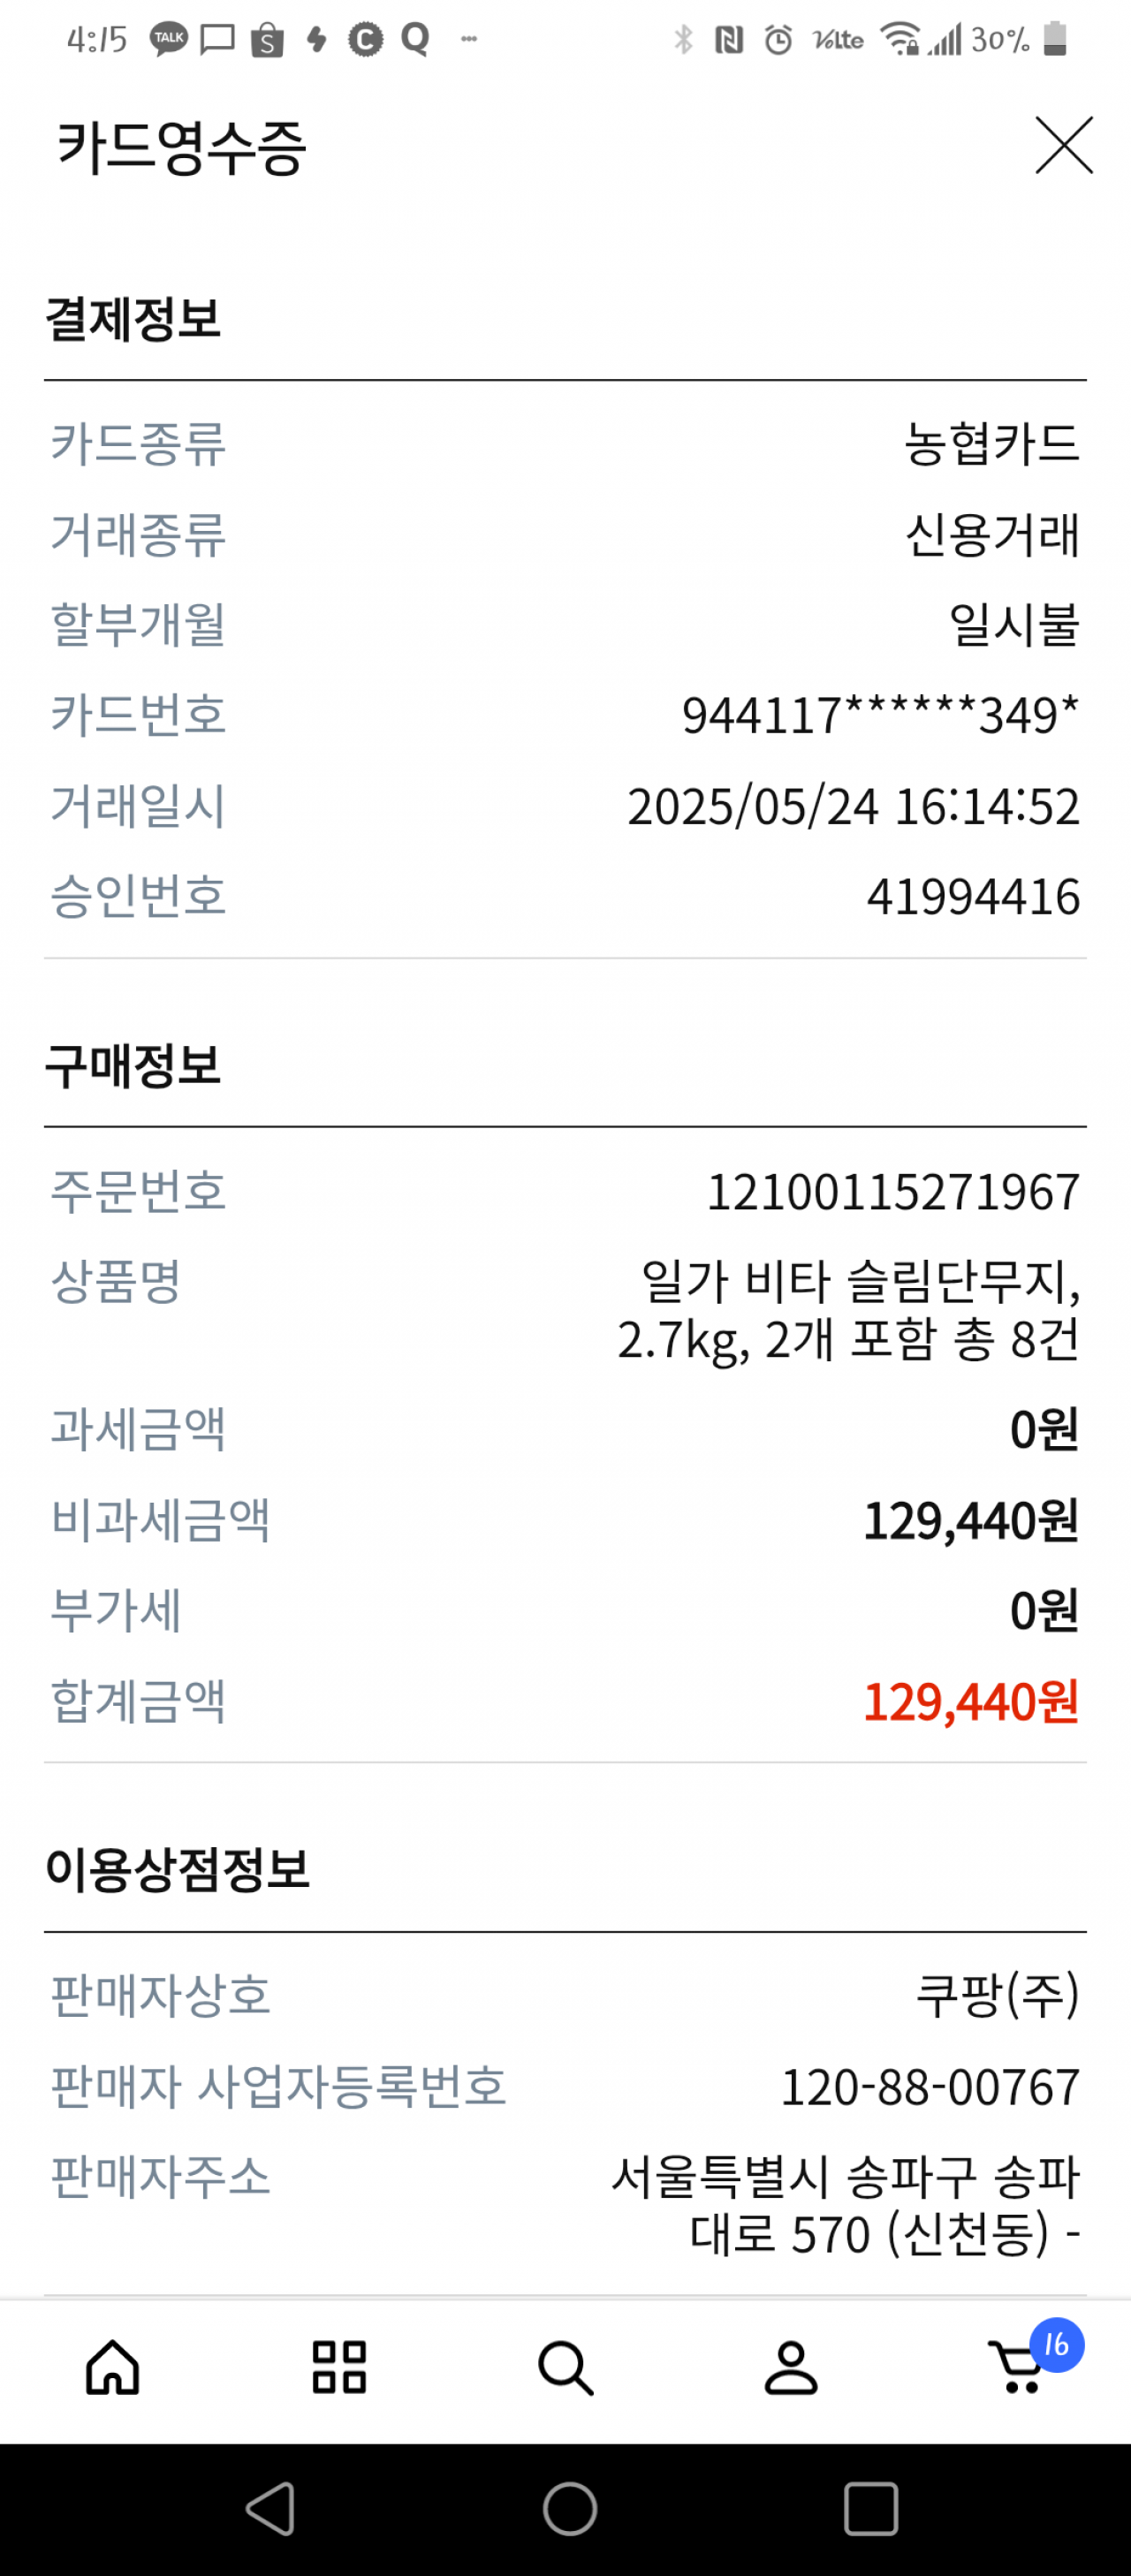 4:15 TALK S C Q ··· N Volte 30%
카드영수증
결제정보
카드종류 농협카드
거래종류 신용거래
할부개월 일시불
카드번호 944117******349*
거래일시 2025/05/24 16:14:52
승인번호 41994416
구매정보
주문번호 12100115271967
상품명 일가 비타 슬림단무지,
2.7kg, 2개 포함 총 8건
과세금액 0원
비과세금액 129,440원
부가세 0원
합계금액 129,440원
이용상점정보
판매자상호 쿠팡(주)
판매자 사업자등록번호 120-88-00767
판매자주소 서울특별시 송파구 송파
대로 570 (신천동) -
16